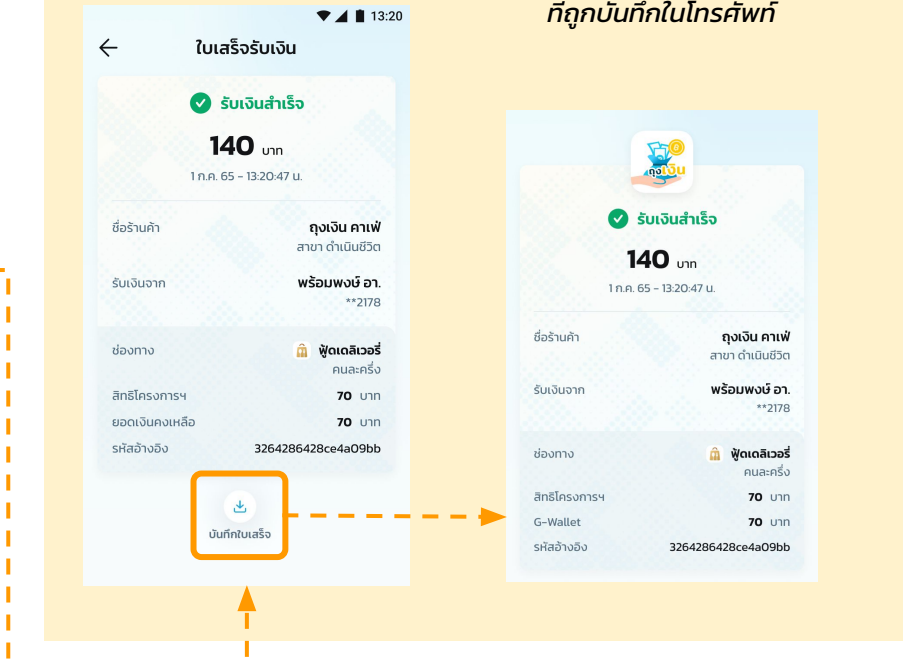 13:20
ใบเสร็จรับเงิน
รับเงินสำเร็จ
140 บาท
1 ก.ค. 65 - 13:20:47 น.
ชื่อร้านค้า ถุงเงิน คาเฟ่
สาขา ดำเนินชีวิต
รับเงินจาก พร้อมพงษ์ อา.
**2178
ช่องทาง ฟู้ดเดลิเวอรี่
คนละครึ่ง
สิทธิโครงการฯ 70 บาท
ยอดเงินคงเหลือ 70 บาท
รหัสอ้างอิง 3264286428ce4a09bb
บันทึกใบเสร็จ
ที่ถูกบันทึกในโทรศัพท์
ถุงเงิน
รับเงินสำเร็จ
140 บาท
1 ก.ค. 65 - 13:20:47 น.
ชื่อร้านค้า ถุงเงิน คาเฟ่
สาขา ดำเนินชีวิต
รับเงินจาก พร้อมพงษ์ อา.
**2178
ช่องทาง ฟู้ดเดลิเวอรี่
คนละครึ่ง
สิทธิโครงการฯ 70 บาท
G-Wallet 70 บาท
รหัสอ้างอิง 3264286428ce4a09bb